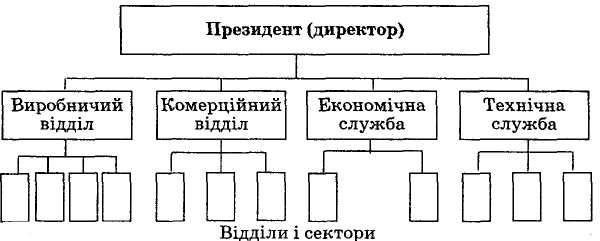 Президент (директор)
Виробничий
відділ
Комерційний
відділ
Економічна
служба
Технічна
служба
Відділи і сектори